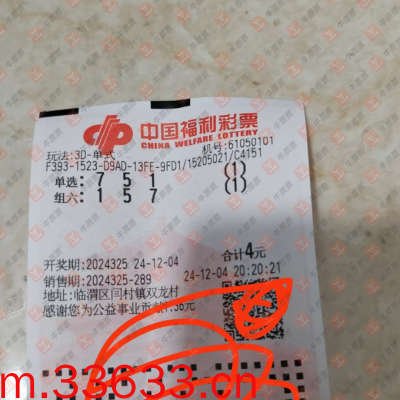 中国福利彩票
CHINA WELFARE LOTTERY
玩法:3D-单式 机号:61050101
F393-1523-D9AD-13FE-9FD1/15205021/C4151
单选: 7 5 1 (1)
组六: 1 5 7 (1)
开奖期:2024325 24-12-04 合计4元
销售期:2024325-289 24-12-04 20:20:21
地址:临渭区闫村镇双龙村
感谢您为公益事业贡献1.36元
m.33633.cn